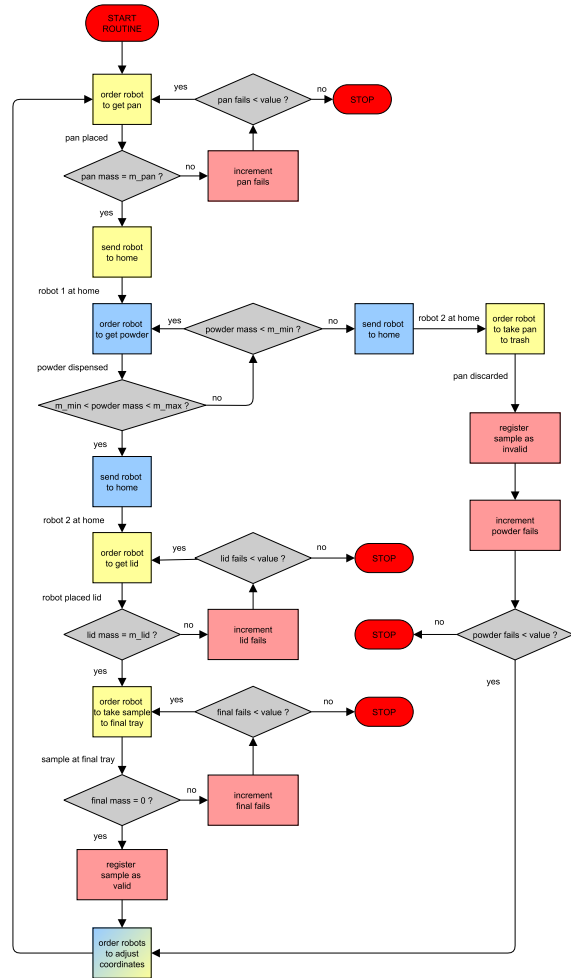 START
ROUTINE
order robot
to get pan
yes
pan fails < value ?
no
STOP
pan placed
pan mass = m_pan ?
no
increment
pan fails
yes
send robot
to home
robot 1 at home
order robot
to get powder
yes
powder mass < m_min ?
no
send robot
to home
robot 2 at home
order robot
to take pan
to trash
powder dispensed
pan discarded
m_min < powder mass < m_max ?
no
yes
register
sample as
invalid
send robot
to home
increment
powder fails
robot 2 at home
order robot
to get lid
yes
lid fails < value ?
no
STOP
robot placed lid
lid mass = m_lid ?
no
increment
lid fails
STOP
no
powder fails < value ?
yes
yes
order robot
to take sample
to final tray
yes
final fails < value ?
no
STOP
sample at final tray
final mass = 0 ?
no
increment
final fails
yes
register
sample as
valid
order robots
to adjust
coordinates